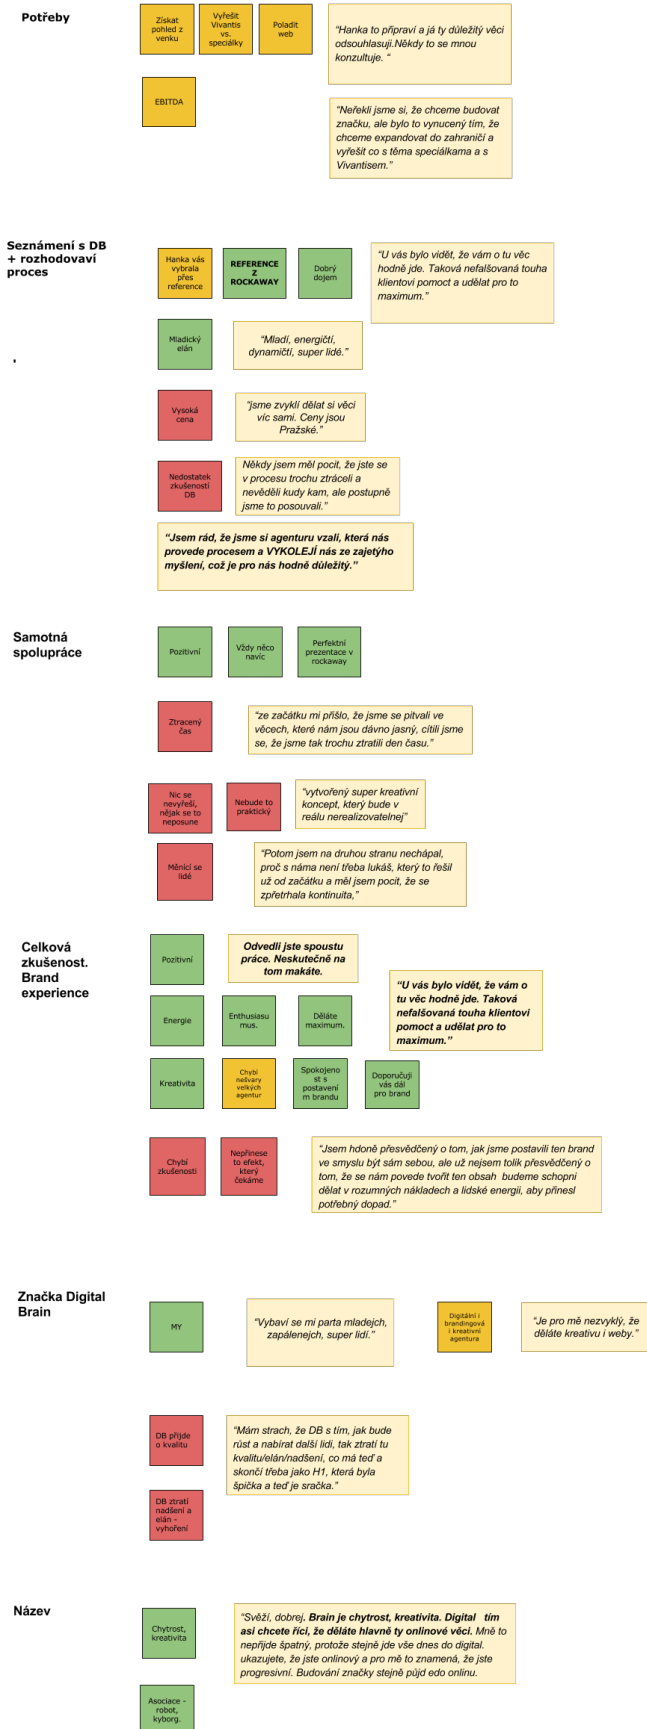 Potřeby
Získat
pohled z
venku
Vyřešit
Vivantis
vs.
speciálky
Poladit
web
“Hanka to připraví a já ty důležitý věci
odsouhlasuji.Někdy to se mnou
konzultuje. “
EBITDA
“Neřekli jsme si, že chceme budovat
značku, ale bylo to vynucený tím, že
chceme expandovat do zahraničí a
vyřešit co s těma speciálkama a s
Vivantisem.”
Seznámení s DB
+ rozhodovaví
proces
Hanka vás
vybrala
přes
reference
REFERENCE
Z
ROCKAWAY
Dobrý
dojem
“U vás bylo vidět, že vám o tu věc
hodně jde. Taková nefalšovaná touha
klientovi pomoct a udělat pro to
maximum.”
Mladický
elán
“Mladí, energičtí,
dynamičtí, super lidé.”
Vysoká
cena
“jsme zvyklí dělat si věci
víc sami. Ceny jsou
Pražské.”
Nedostatek
zkušeností
DB
Někdy jsem měl pocit, že jste se
v procesu trochu ztráceli a
nevěděli kudy kam, ale postupně
jsme to posouvali.”
“Jsem rád, že jsme si agenturu vzali, která nás
provede procesem a VYKOLEJÍ nás ze zajetýho
myšlení, což je pro nás hodně důležitý.”
Samotná
spolupráce
Pozitivní
Vždy něco
navíc
Perfektní
prezentace v
rockaway
Ztracený
čas
“ze začátku mi přišlo, že jsme se pitvali ve
věcech, které nám jsou dávno jasný, cítili jsme
se, že jsme tak trochu ztratili den času.”
Nic se
nevyřeší,
nějak se to
neposune
Nebude to
praktický
“vytvořený super kreativní
koncept, který bude v
reálu nerealizovatelnej”
Měnící se
lidé
“Potom jsem na druhou stranu nechápal,
proč s náma není třeba lukáš, který to řešil
už od začátku a měl jsem pocit, že se
zpřetrhala kontinuita,”
Celková
zkušenost.
Brand
experience
Pozitivní
Odvedli jste spoustu
práce. Neskutečně na
tom makáte.
“U vás bylo vidět, že vám o
tu věc hodně jde. Taková
nefalšovaná touha klientovi
pomoct a udělat pro to
maximum.”
Energie
Enthusiasu
mus.
Děláte
maximum.
Kreativita
Chybí
nešvary
velkých
agentur
Spokojeno
st s
postavení
m brandu
Doporučuji
vás dál
pro brand
Chybí
zkušenosti
Nepřinese
to efekt,
který
čekáme
“Jsem hdoně přesvědčený o tom, jak jsme postavili ten brand
ve smyslu být sám sebou, ale už nejsem tolik přesvědčený o
tom, že se nám povede tvořit ten obsah budeme schopni
dělat v rozumných nákladech a lidské energii, aby přinesl
potřebný dopad.”
Značka Digital
Brain
MY
“Vybaví se mi parta mladejch,
zapálenejch, super lidí.”
Digitální i
brandingová
i kreativní
agentura
“Je pro mě nezvyklý, že
děláte kreativu i weby.”
DB přijde
o kvalitu
“Mám strach, že DB s tím, jak bude
růst a nabírat další lidi, tak ztratí tu
kvalitu/elán/nadšení, co má teď a
skončí třeba jako H1, která byla
špička a teď je sračka.”
DB ztratí
nadšení a
elán -
vyhoření
Název
Chytrost,
kreativita
“Svěží, dobrej. Brain je chytrost, kreativita. Digital tím
asi chcete říci, že děláte hlavně ty onlinové věci. Mně to
nepřijde špatný, protože stejně jde vše dnes do digital.
ukazujete, že jste onlinový a pro mě to znamená, že jste
progresivní. Budování značky stejně půjd edo onlinu.
Asociace -
robot,
kyborg.